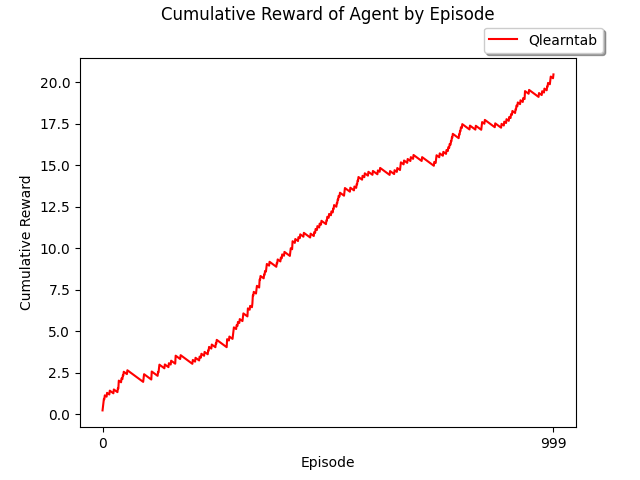 Cumulative Reward of Agent by Episode
Qlearntab
20.0
17.5
15.0
12.5
10.0
7.5
5.0
2.5
0.0
Cumulative Reward
0 999
Episode